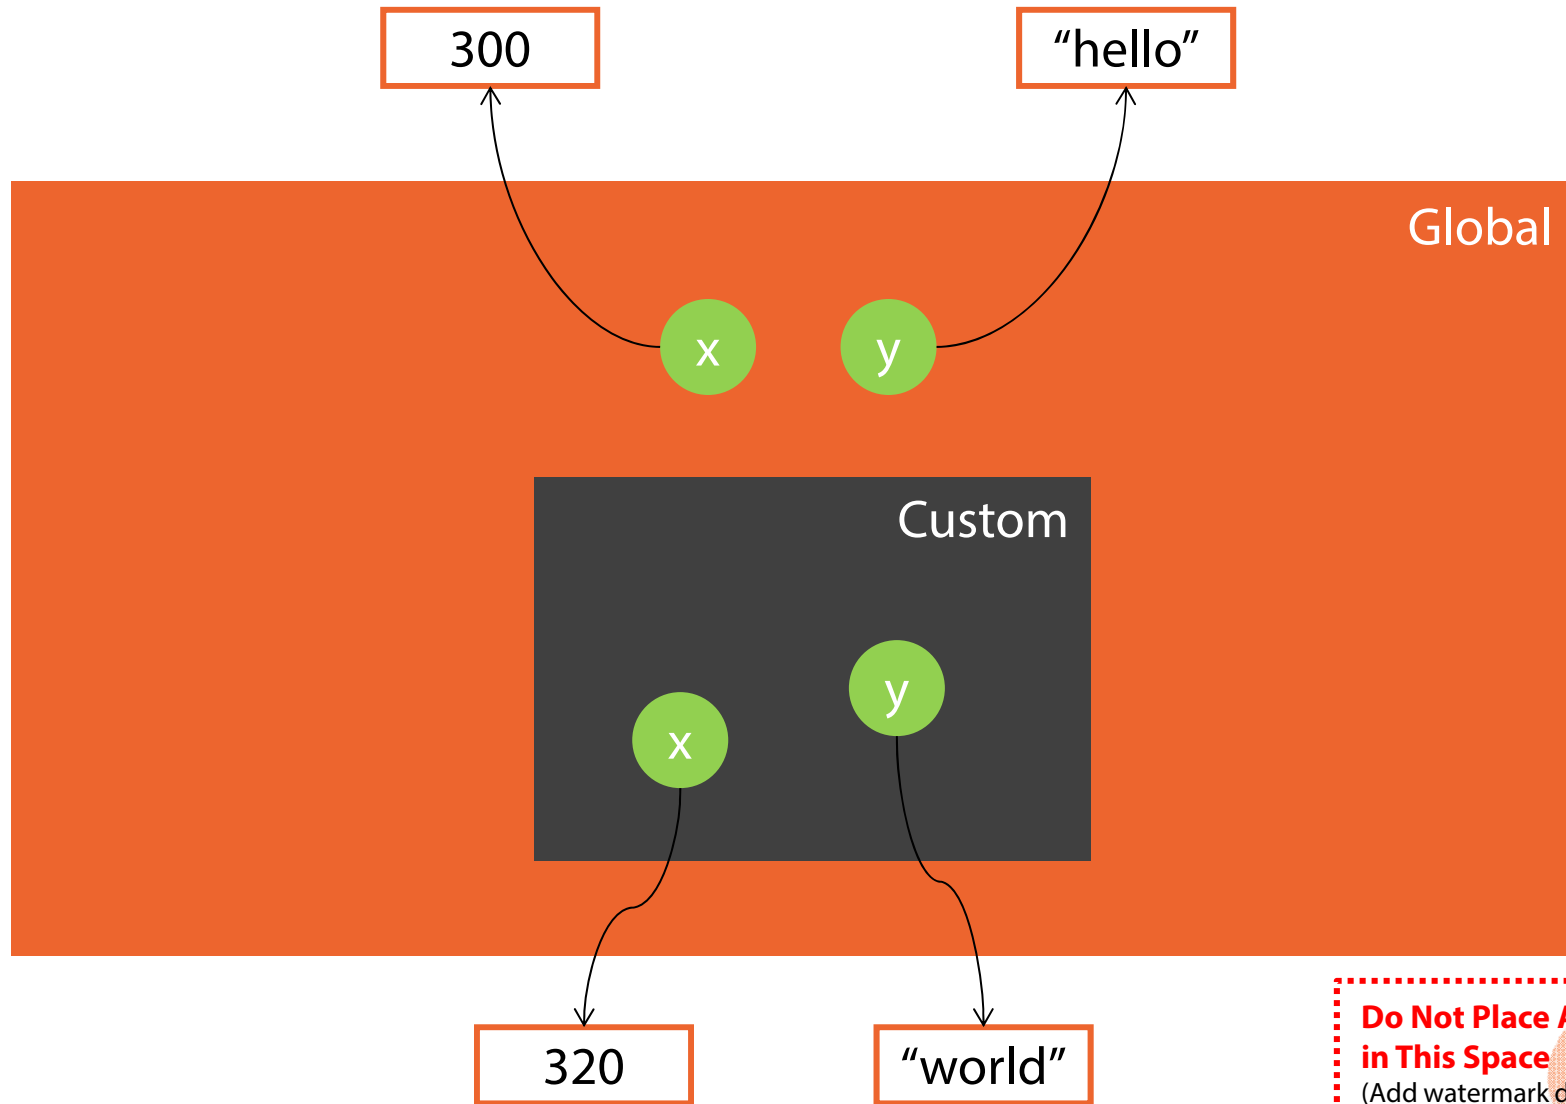 300
“hello”
Global
x
y
Custom
y
x
320
“world”
Do Not Place
in This Space
(Add watermark